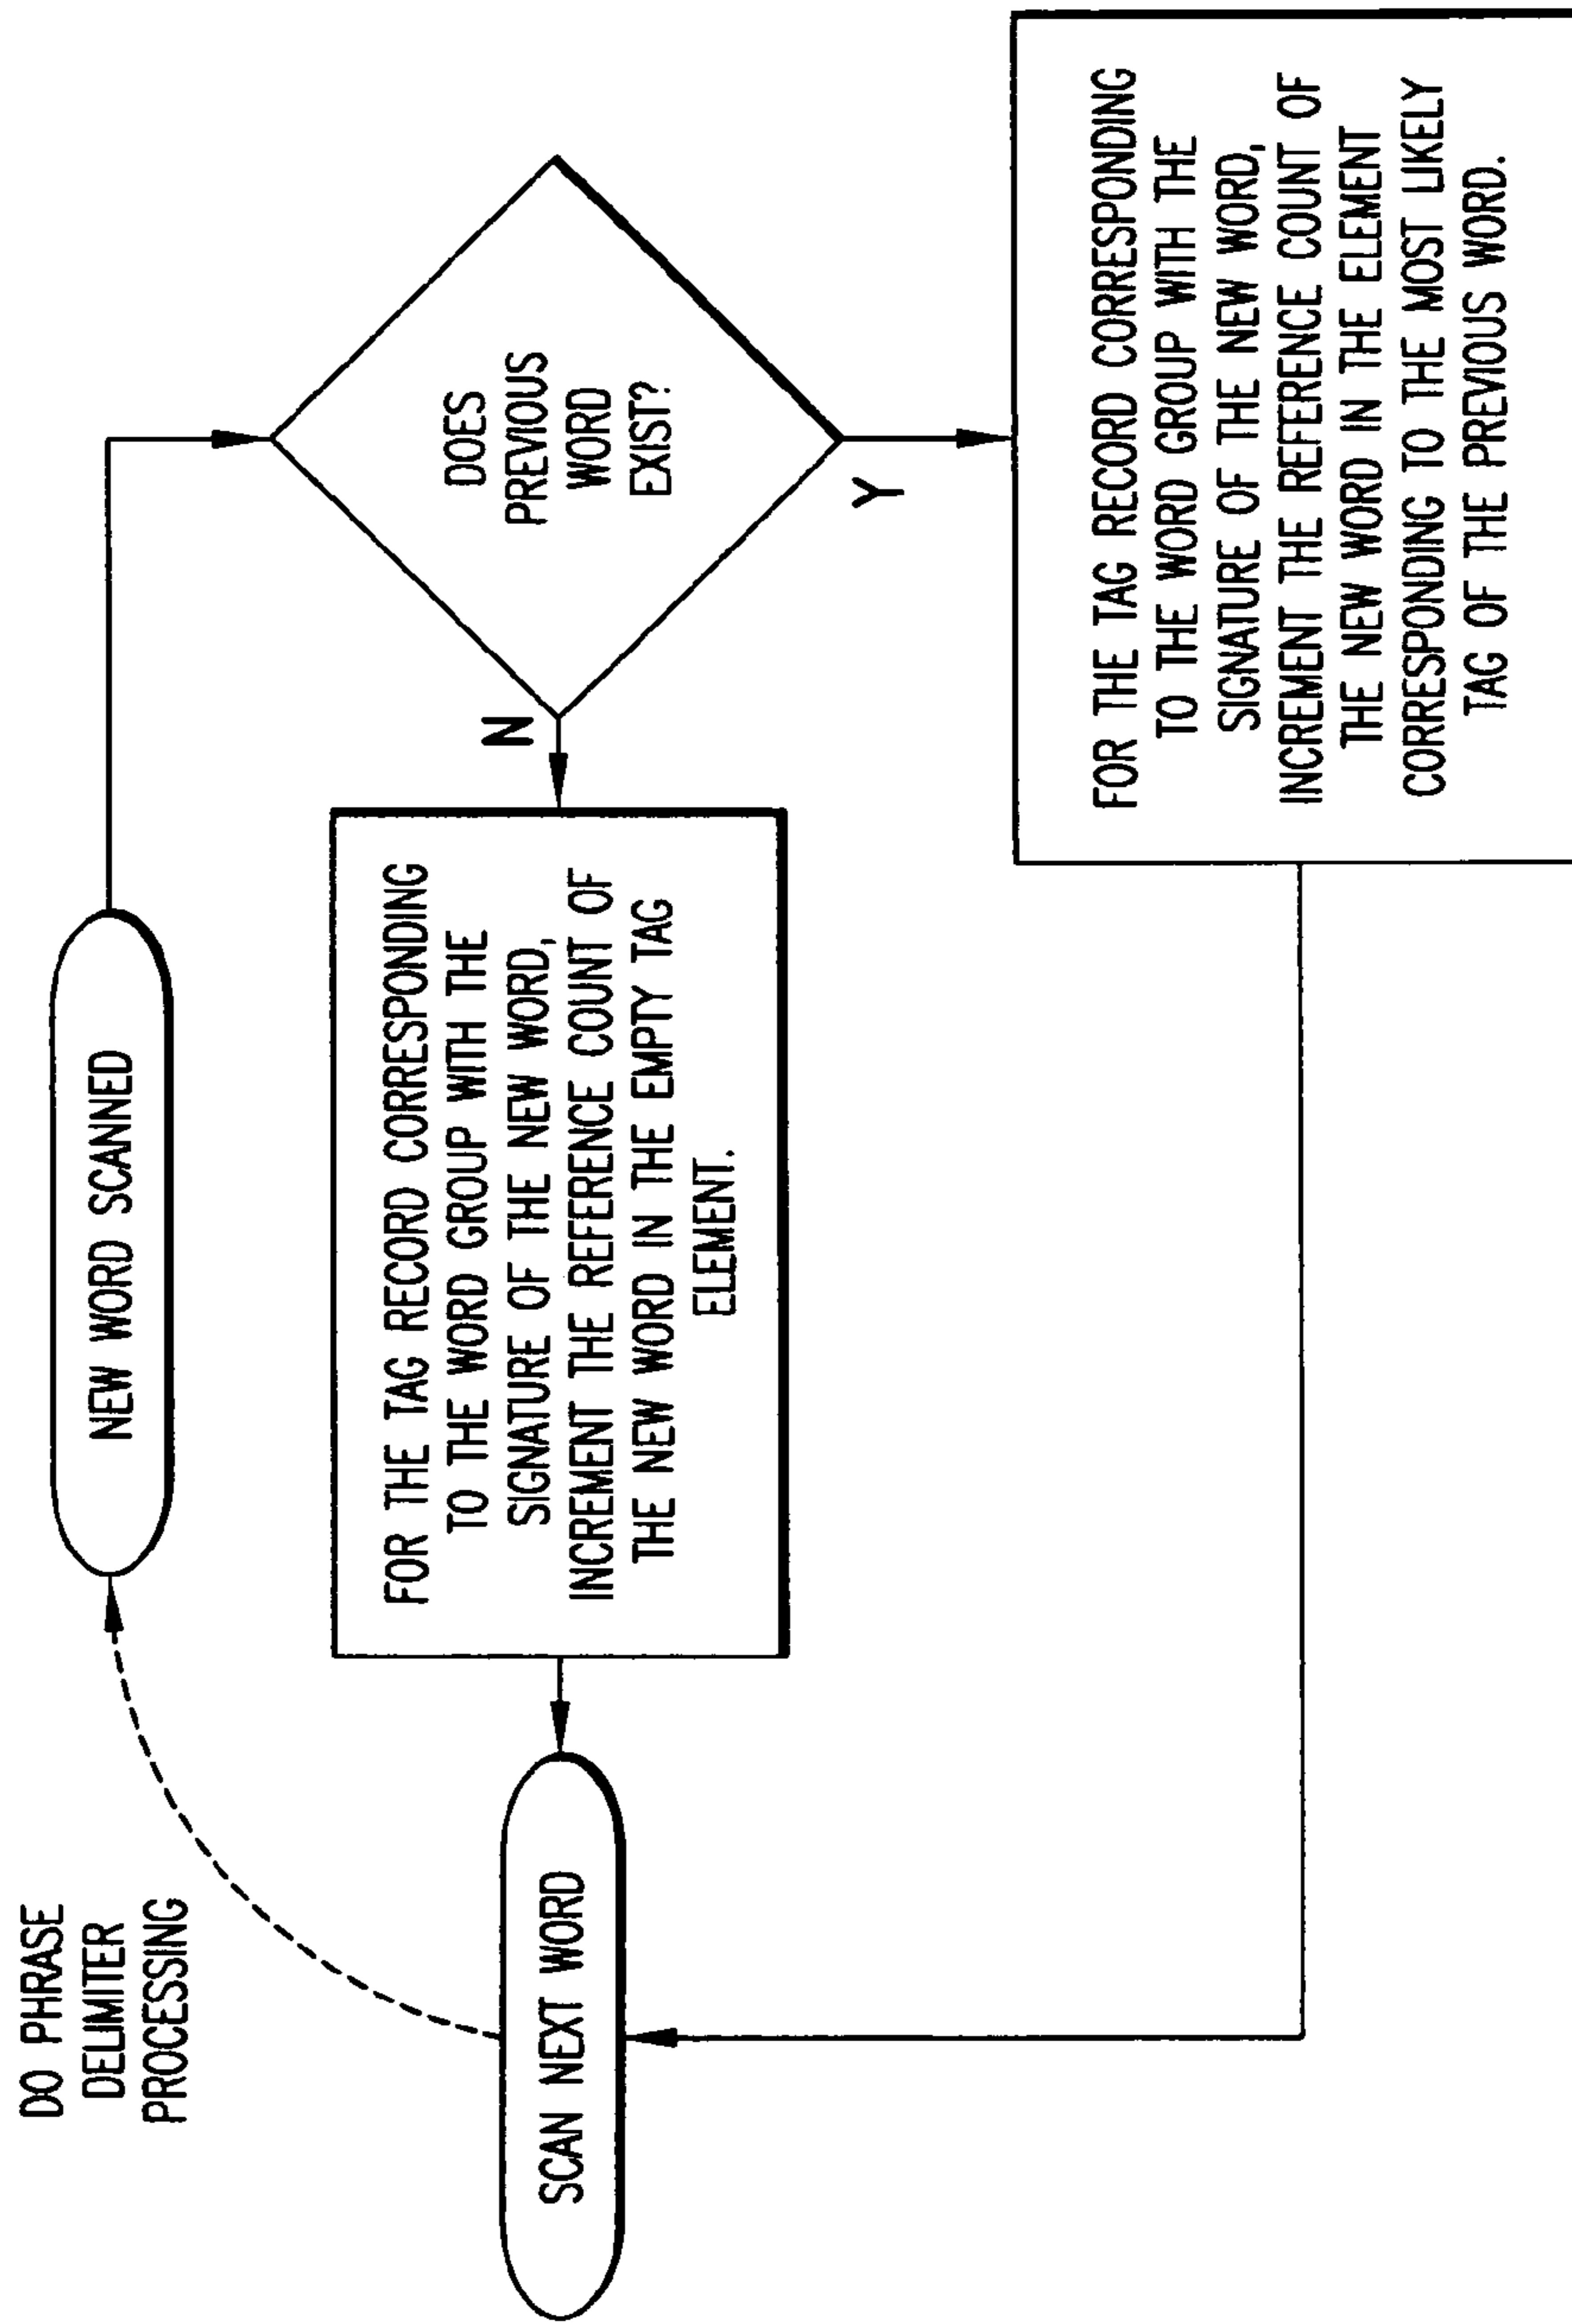 DO PHRASE
DELIMITER
PROCESSING
NEW WORD SCANNED
DOES
PREVIOUS
WORD
EXIST?
N
Y
FOR THE TAG RECORD CORRESPONDING
TO THE WORD GROUP WITH THE
SIGNATURE OF THE NEW WORD,
INCREMENT THE REFERENCE COUNT OF
THE NEW WORD IN THE EMPTY TAG
ELEMENT.
SCAN NEXT WORD
FOR THE TAG RECORD CORRESPONDING
TO THE WORD GROUP WITH THE
SIGNATURE OF THE NEW WORD,
INCREMENT THE REFERENCE COUNT OF
THE NEW WORD IN THE ELEMENT
CORRESPONDING TO THE MOST LIKELY
TAG OF THE PREVIOUS WORD.